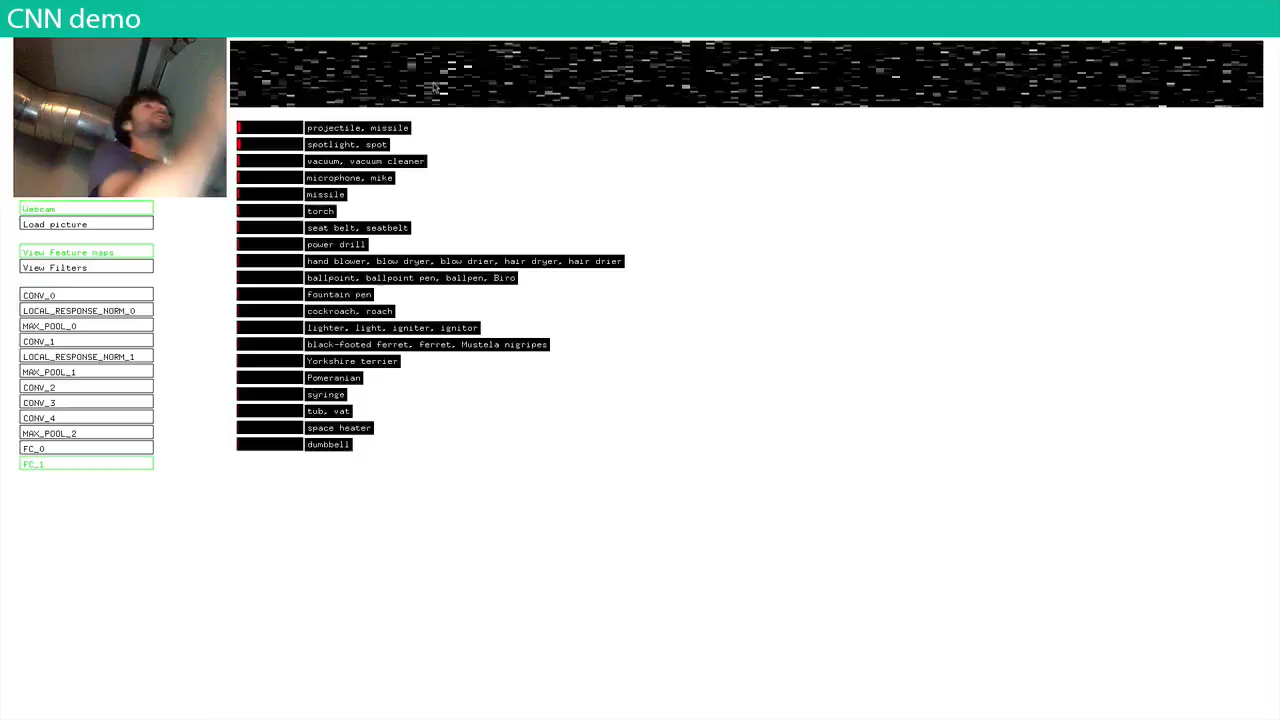 CNN demo
projectile, missile
spotlight, spot
vacuum, vacuum cleaner
microphone, mike
missile
torch
seat belt, seatbelt
power drill
hand blower, blow dryer, blow drier, hair dryer, hair drier
ballpoint, ballpoint pen, ballpen, Biro
fountain pen
cockroach, roach
lighter, light, igniter, ignitor
black-footed ferret, ferret, Mustela nigripes
Yorkshire terrier
Pomeranian
syringe
tub, vat
space heater
dumbbell
Webcam
Load picture
View Feature maps
View Filters
CONV_0
LOCAL_RESPONSE_NORM_0
MAX_POOL_0
CONV_1
LOCAL_RESPONSE_NORM_1
MAX_POOL_1
CONV_2
CONV_3
CONV_4
MAX_POOL_2
FC_0
FC_1